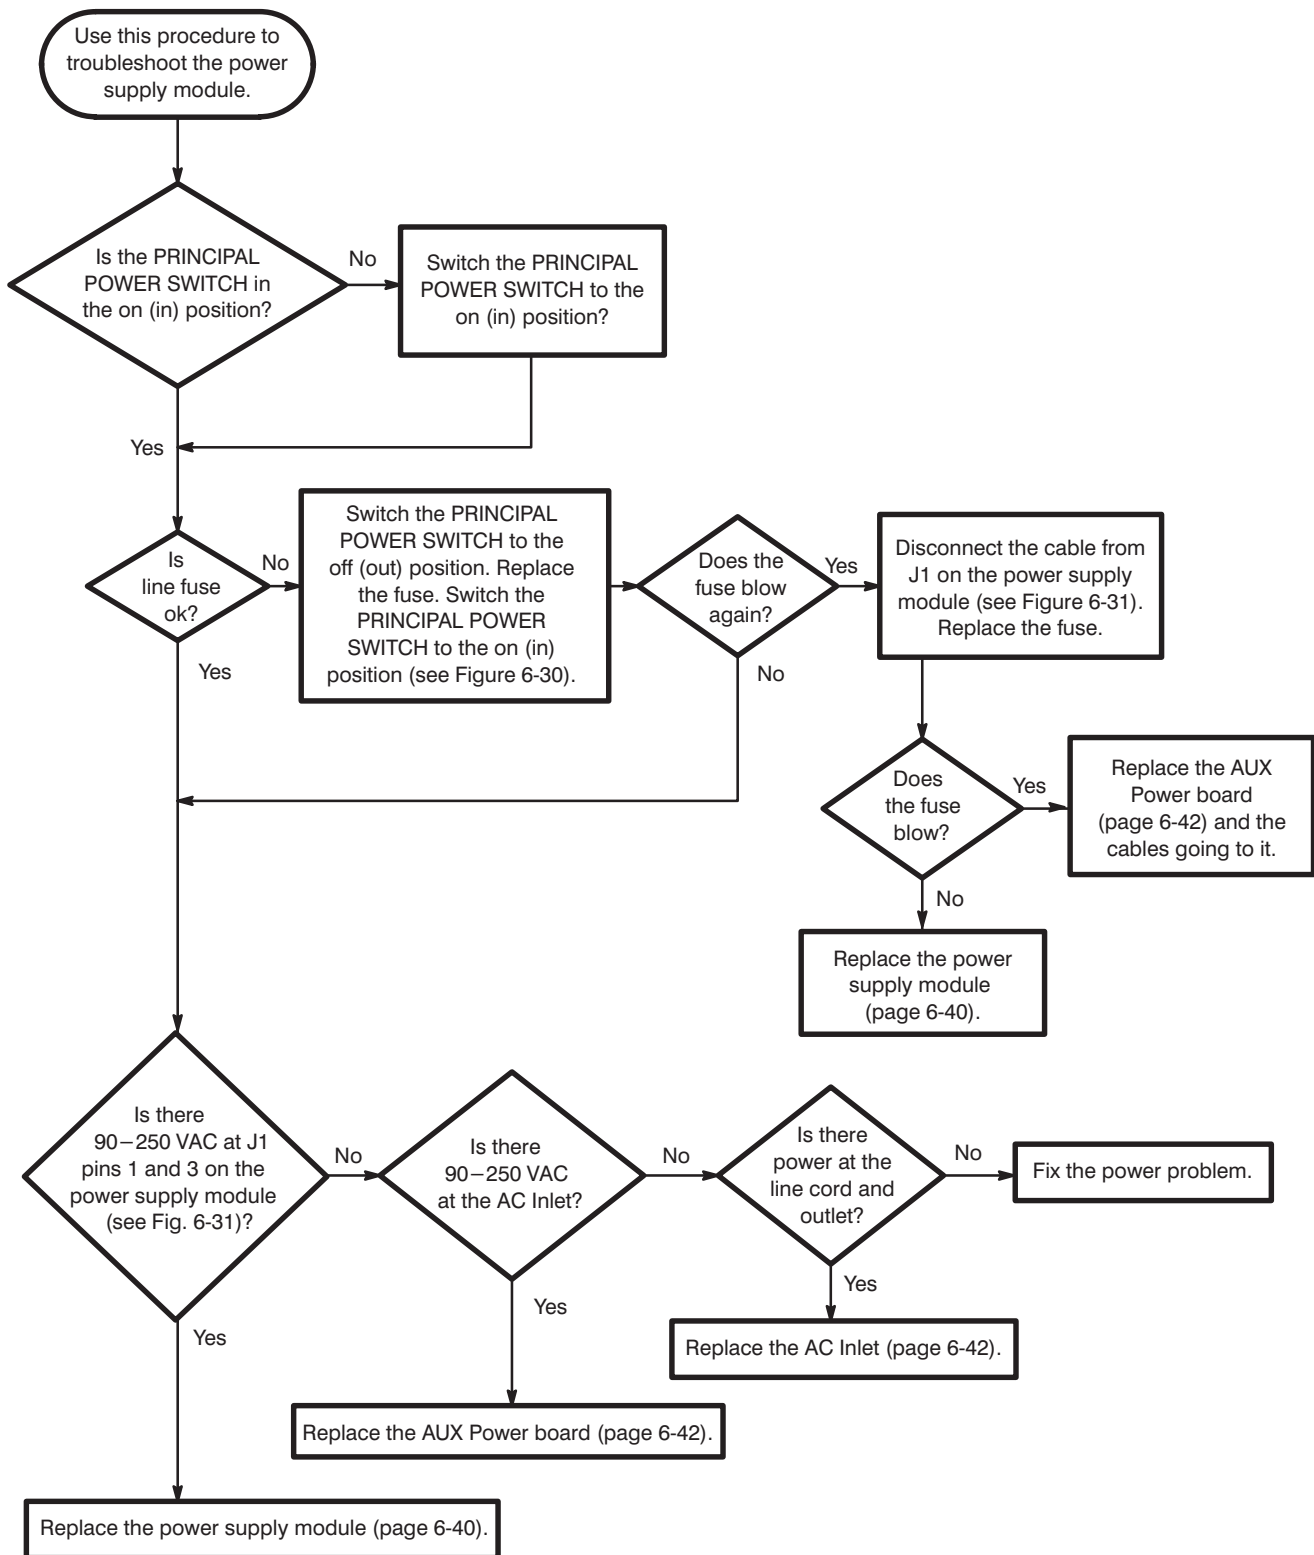 Use this procedure to
troubleshoot the power
supply module.
Is the PRINCIPAL
POWER SWITCH in
the on (in) position?
No
Switch the PRINCIPAL
POWER SWITCH to the
on (in) position?
Yes
Is
line fuse
ok?
No
Switch the PRINCIPAL
POWER SWITCH to the
off (out) position. Replace
the fuse. Switch the
PRINCIPAL POWER
SWITCH to the on (in)
position (see Figure 6-30).
Does the
fuse blow
again?
Yes
Disconnect the cable from
J1 on the power supply
module (see Figure 6-31).
Replace the fuse.
Yes
No
Does
the fuse
blow?
Yes
Replace the AUX
Power board
(page 6-42) and the
cables going to it.
No
Replace the power
supply module
(page 6-40).
Is there
90–250 VAC at J1
pins 1 and 3 on the
power supply module
(see Fig. 6-31)?
No
Is there
90–250 VAC
at the AC Inlet?
No
Is there
power at the
line cord and
outlet?
No
Fix the power problem.
Yes
Yes
Yes
Replace the AC Inlet (page 6-42).
Replace the AUX Power board (page 6-42).
Replace the power supply module (page 6-40).